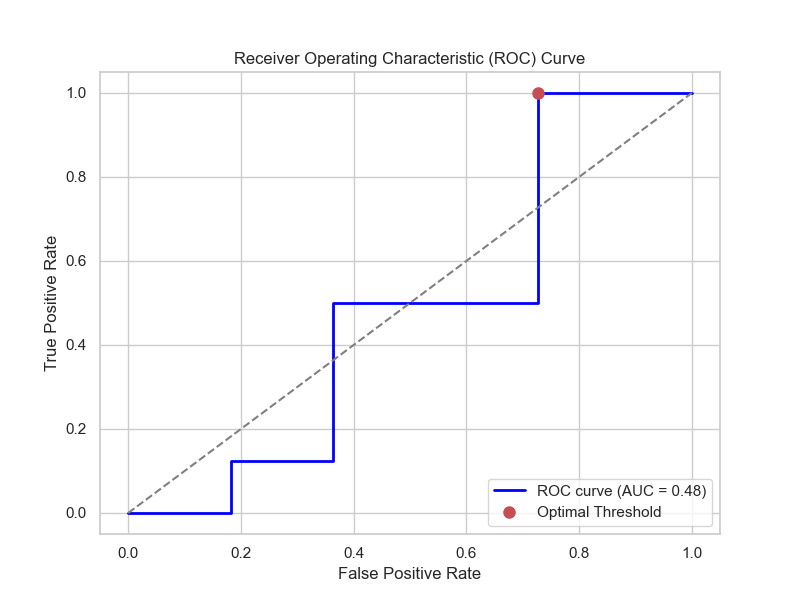 Receiver Operating Characteristic (ROC) Curve
1.0
0.8
0.6
0.4
0.2
0.0
True Positive Rate
ROC curve (AUC = 0.48)
Optimal Threshold
0.0 0.2 0.4 0.6 0.8 1.0
False Positive Rate